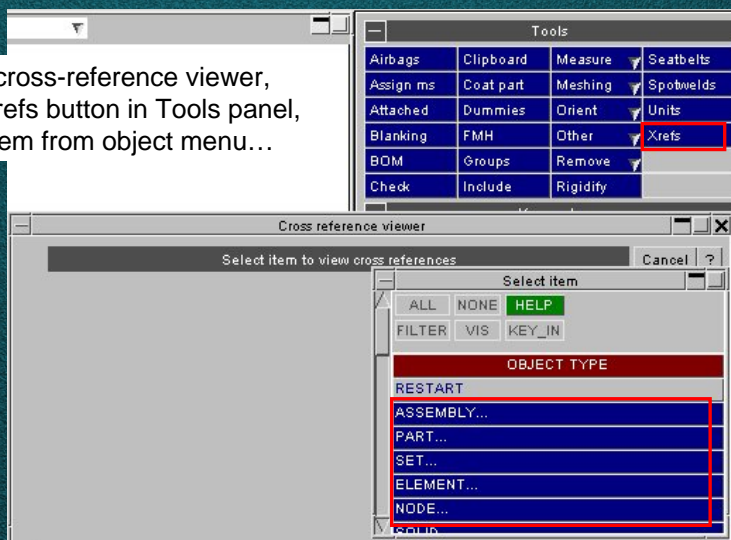 cross-reference viewer,
refs button in Tools panel,
em from object menu…
Tools
Airbags Clipboard Measure Seatbelts
Assign ms Coat part Meshing Spotwelds
Attached Dummies Orient Units
Blanking FMH Other Xrefs
BOM Groups Remove
Check Include Rigidify
Cross reference viewer
Select item to view cross references Cancel ?
Select item
ALL NONE HELP
FILTER VIS KEY_IN
OBJECT TYPE
RESTART
ASSEMBLY...
PART...
SET...
ELEMENT...
NODE...
SOLID